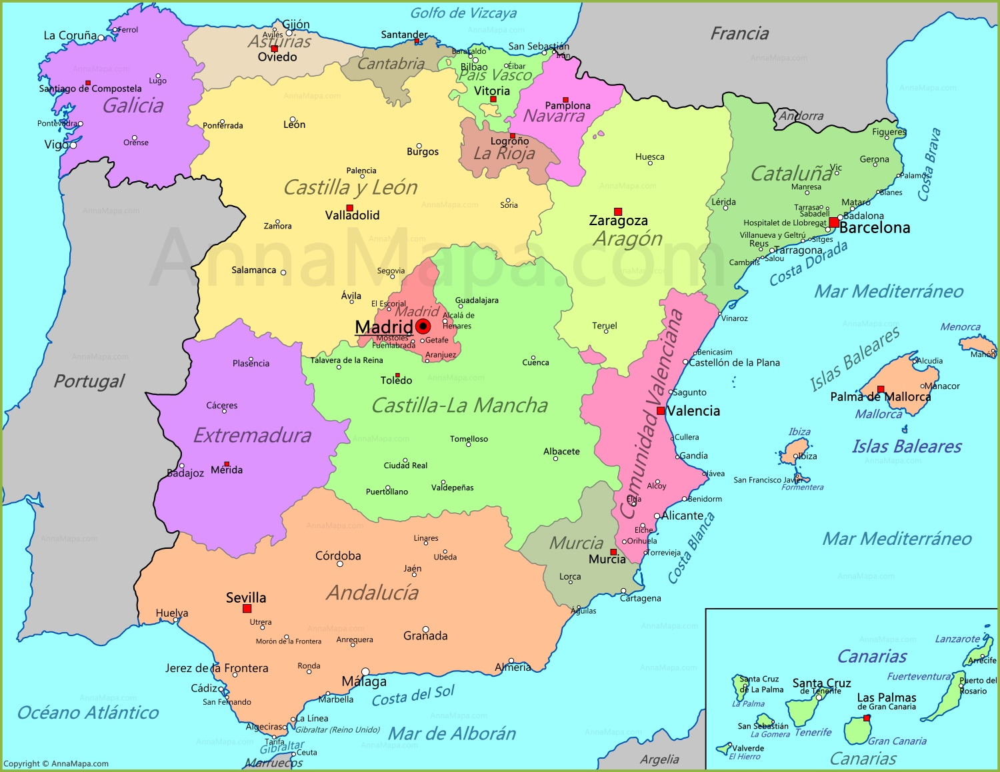 Golfo de Vizcaya
Francia
Andorra
Portugal
Marruecos
Argelia
Océano Atlántico
Mar Mediterráneo
Mar Mediterráneo
Mar de Alborán
Costa Brava
Costa Dorada
Costa Blanca
Costa del Sol
Gibraltar
Gibraltar (Reino Unido)
Galicia
La Coruña
Ferrol
Lugo
Santiago de Compostela
Pontevedra
Vigo
Orense
Asturias
Gijón
Avilés
Oviedo
Cantabria
Santander
País Vasco
Baracaldo
Bilbao
Éibar
San Sebastián
Irún
Vitoria
Navarra
Pamplona
La Rioja
Logroño
Castilla y León
Ponferrada
León
Burgos
Palencia
Valladolid
Soria
Zamora
Salamanca
Segovia
Ávila
Aragón
Huesca
Zaragoza
Teruel
Cataluña
Figueres
Gerona
Vic
Palamós
Manresa
Blanes
Lérida
Mataró
Tarrasa
Sabadell
Badalona
Hospitalet de Llobregat
Barcelona
Villanueva y Geltrú
Sitges
Reus
Tarragona
Cambrils
Salou
Madrid
El Escorial
Madrid
Alcalá de
Henares
Móstoles
Getafe
Fuenlabrada
Aranjuez
Castilla-La Mancha
Guadalajara
Talavera de la Reina
Cuenca
Toledo
Tomelloso
Albacete
Ciudad Real
Puertollano
Valdepeñas
Extremadura
Plasencia
Cáceres
Mérida
Badajoz
Comunidad Valenciana
Vinaroz
Benicasim
Castellón de la Plana
Sagunto
Valencia
Cullera
Gandía
Jávea
Alcoy
Elda
Benidorm
Alicante
Elche
Orihuela
Torrevieja
Murcia
Murcia
Lorca
Cartagena
Águilas
Andalucía
Linares
Ubeda
Córdoba
Jaén
Sevilla
Huelva
Utrera
Morón de la Frontera
Anrequera
Granada
Jerez de la Frontera
Ronda
Almería
Málaga
Cádiz
San Fernando
Marbella
La Línea
Algeciras
Tarifa
Ceuta
Islas Baleares
Menorca
Mahón
Alcudia
Manacor
Palma de Mallorca
Mallorca
Islas Baleares
Ibiza
Ibiza
San Francisco Javier
Formentera
Canarias
Lanzarote
Arrecife
Fuerteventura
Puerto del
Rosario
Santa Cruz
de La Palma
La Palma
Santa Cruz
de Tenerife
Tenerife
Las Palmas
de Gran Canaria
Gran Canaria
San Sebastián
La Gomera
Valverde
El Hierro
Canarias
AnnaMapa.com
Copyright © AnnaMapa.com